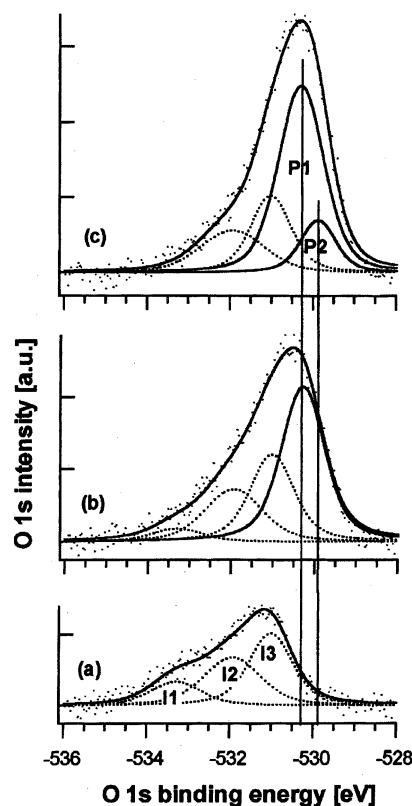 P1
P2
(c)
O 1s intensity [a.u.]
(b)
(a)
I1
I2
I3
-536
-534
-532
-530
-528
O 1s binding energy [eV]